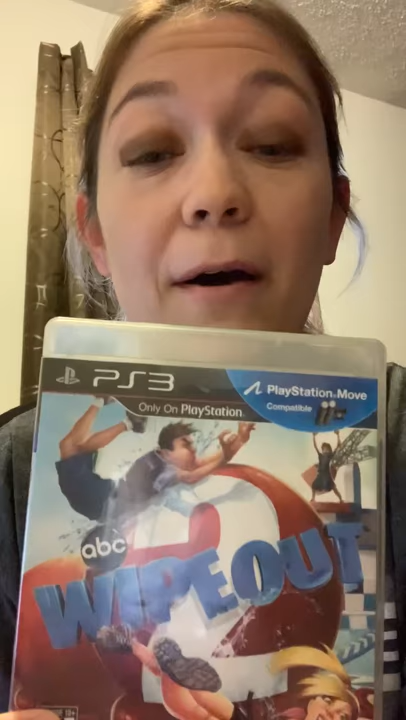 PS3
PlayStation Move
Compatible
Only On PlayStation
abc
2
WIPEOUT